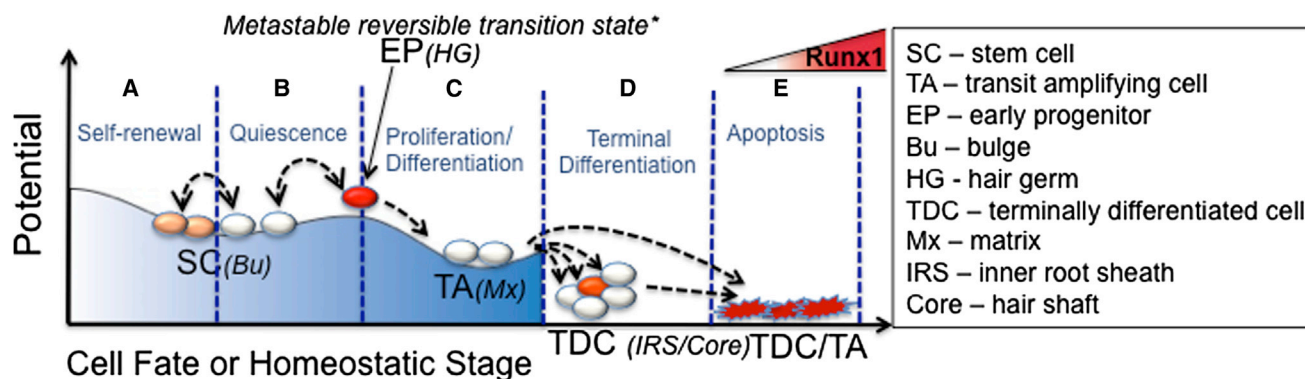 Metastable reversible transition state*
EP(HG)
Runx1
A B C D E
Self-renewal Quiescence Proliferation/
Differentiation
Terminal
Differentiation
Apoptosis
Potential
SC(Bu)
TA(Mx)
TDC (IRS/Core)TDC/TA
Cell Fate or Homeostatic Stage
SC – stem cell
TA – transit amplifying cell
EP – early progenitor
Bu – bulge
HG - hair germ
TDC – terminally differentiated cell
Mx – matrix
IRS – inner root sheath
Core – hair shaft